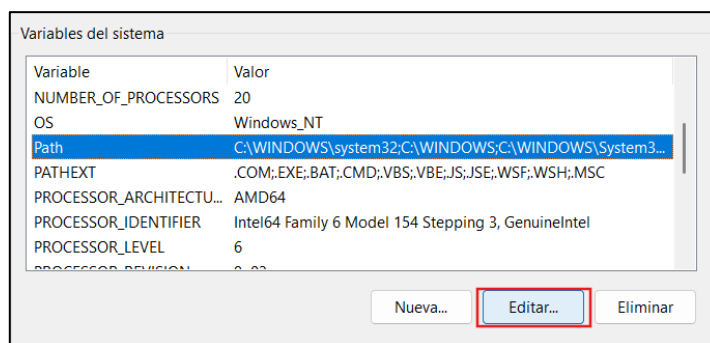 Variables del sistema
Variable Valor
NUMBER_OF_PROCESSORS 20
OS Windows_NT
Path C:\WINDOWS\system32;C:\WINDOWS;C:\WINDOWS\System3...
PATHEXT .COM;.EXE;.BAT;.CMD;.VBS;.VBE;.JS;.JSE;.WSF;.WSH;.MSC
PROCESSOR_ARCHITECTU... AMD64
PROCESSOR_IDENTIFIER Intel64 Family 6 Model 154 Stepping 3, GenuineIntel
PROCESSOR_LEVEL 6
Nueva... Editar... Eliminar